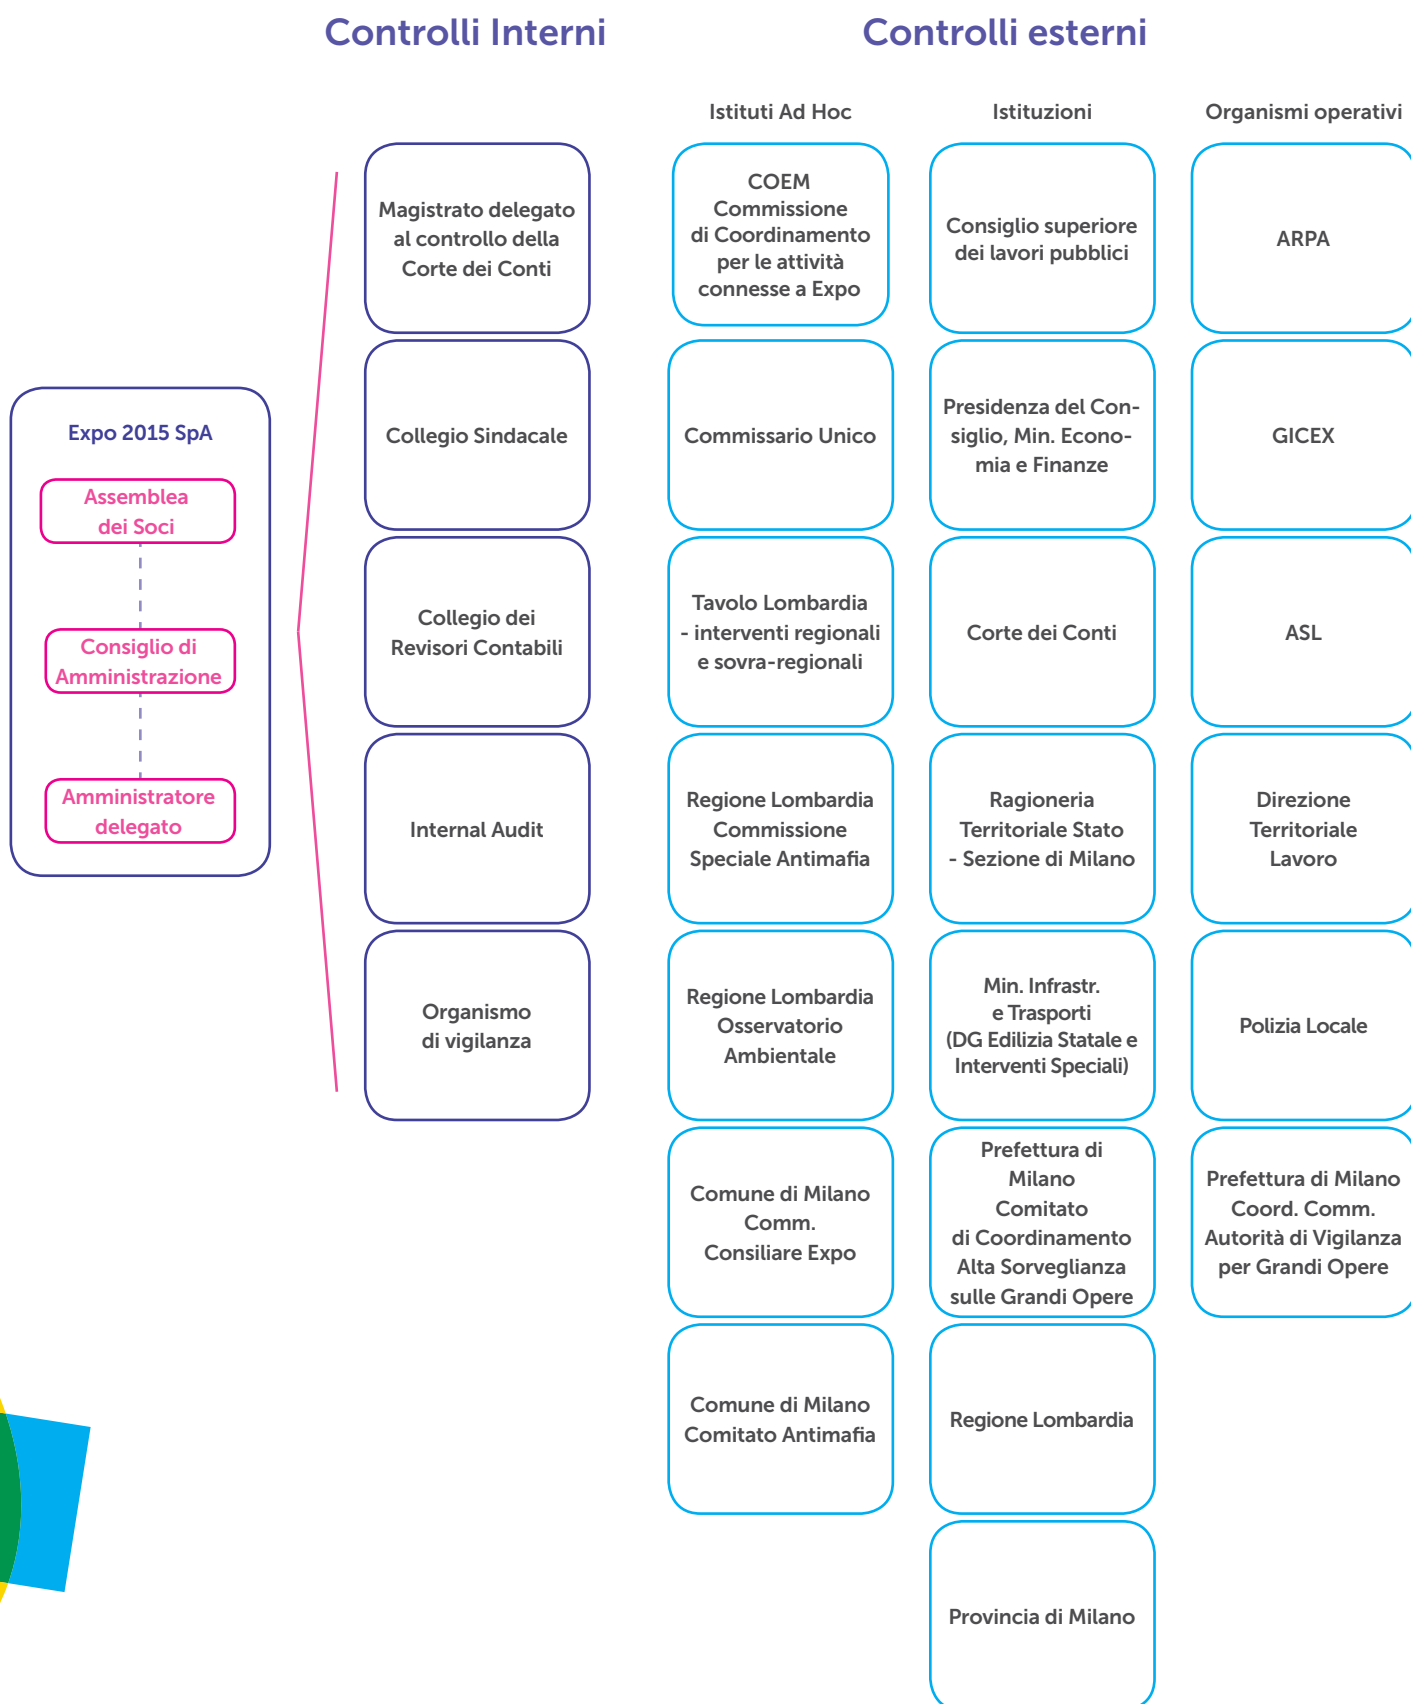 Controlli Interni
Controlli esterni
Istituti Ad Hoc
Istituzioni
Organismi operativi
Expo 2015 SpA
Assemblea
dei Soci
Consiglio di
Amministrazione
Amministratore
delegato
Magistrato delegato
al controllo della
Corte dei Conti
Collegio Sindacale
Collegio dei
Revisori Contabili
Internal Audit
Organismo
di vigilanza
COEM
Commissione
di Coordinamento
per le attività
connesse a Expo
Commissario Unico
Tavolo Lombardia
- interventi regionali
e sovra-regionali
Regione Lombardia
Commissione
Speciale Antimafia
Regione Lombardia
Osservatorio
Ambientale
Comune di Milano
Comm.
Consiliare Expo
Comune di Milano
Comitato Antimafia
Consiglio superiore
dei lavori pubblici
Presidenza del Con-
siglio, Min. Econo-
mia e Finanze
Corte dei Conti
Ragioneria
Territoriale Stato
- Sezione di Milano
Min. Infrastr.
e Trasporti
(DG Edilizia Statale e
Interventi Speciali)
Prefettura di
Milano
Comitato
di Coordinamento
Alta Sorveglianza
sulle Grandi Opere
Regione Lombardia
Provincia di Milano
ARPA
GICEX
ASL
Direzione
Territoriale
Lavoro
Polizia Locale
Prefettura di Milano
Coord. Comm.
Autorità di Vigilanza
per Grandi Opere